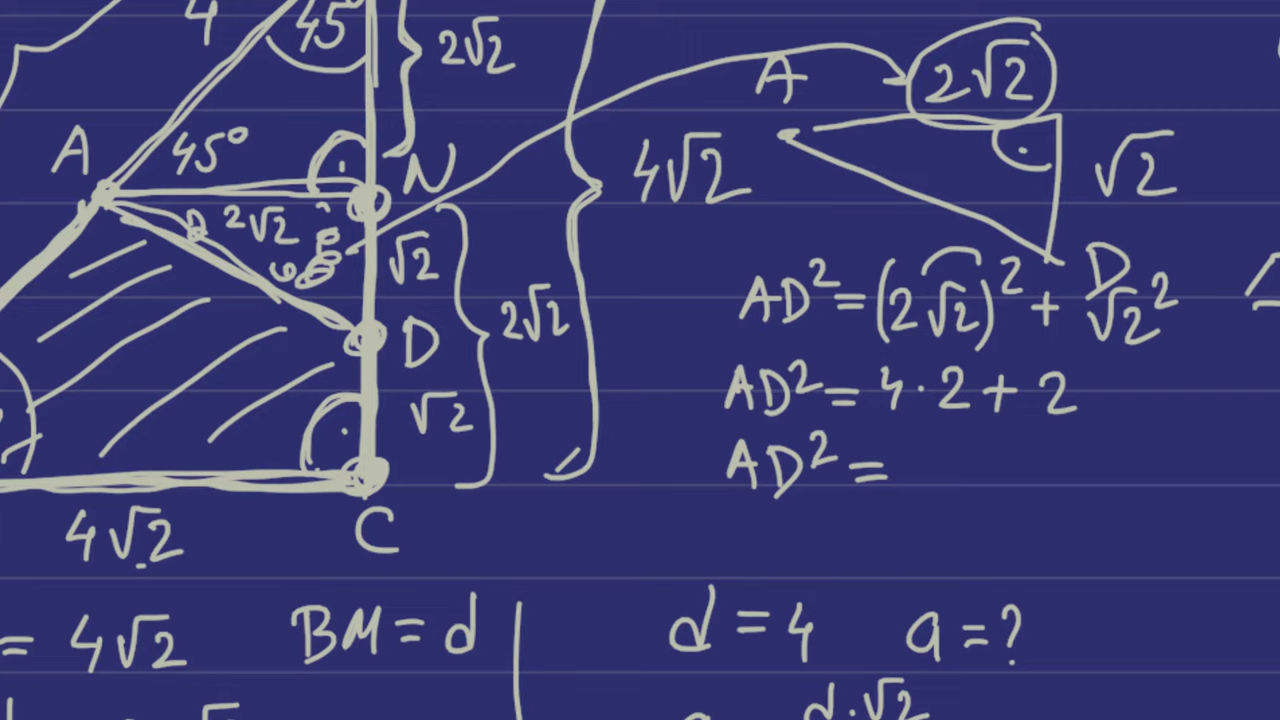 4
45°
2√2
A
45°
N
2√2
√2
2√2
D
√2
4√2
C
4√2
A
2√2
√2
D
AD² = (2√2)² + √2²
AD² = 4·2 + 2
AD² =
= 4√2
BM = d
d = 4
a = ?
d·√2